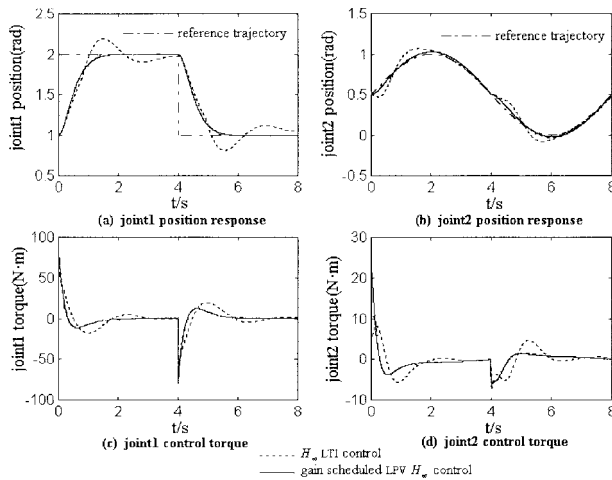 2.5
2
1.5
1
0.5
0 2 4 6 8
joint1 position(rad)
reference trajectory
t/s
(a) joint1 position response
1.5
1
0.5
0
-0.5
0 2 4 6 8
joint2 position(rad)
reference trajectory
t/s
(b) joint2 position response
100
50
0
-50
-100
0 2 4 6 8
joint1 torque(N·m)
t/s
(c) joint1 control torque
30
20
10
0
-10
0 2 4 6 8
joint2 torque(N·m)
t/s
(d) joint2 control torque
H∞ LTI control
gain scheduled LPV H∞ control